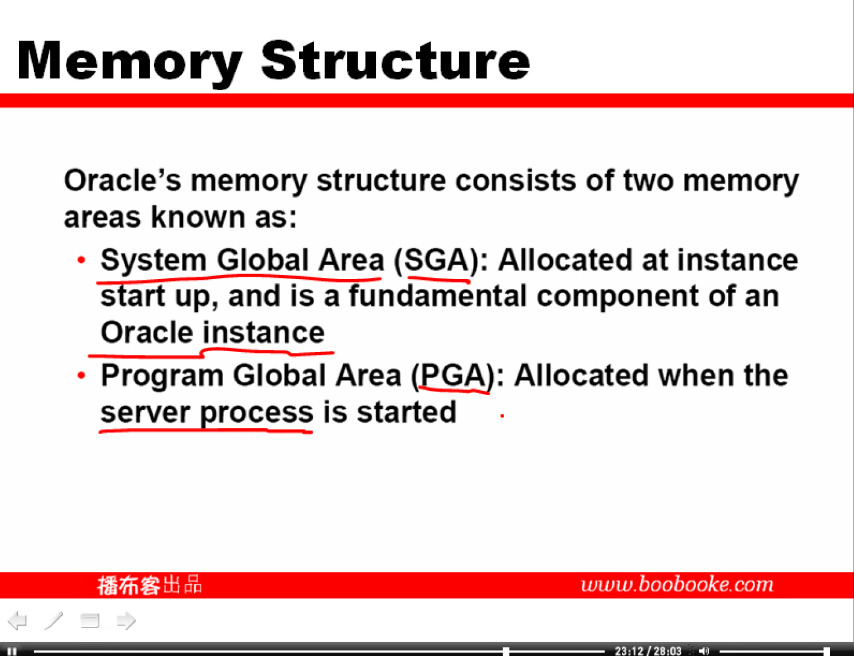 Memory Structure
Oracle’s memory structure consists of two memory
areas known as:
• System Global Area (SGA): Allocated at instance
start up, and is a fundamental component of an
Oracle instance
• Program Global Area (PGA): Allocated when the
server process is started
播布客出品
www.boobooke.com
23:12 / 28:03